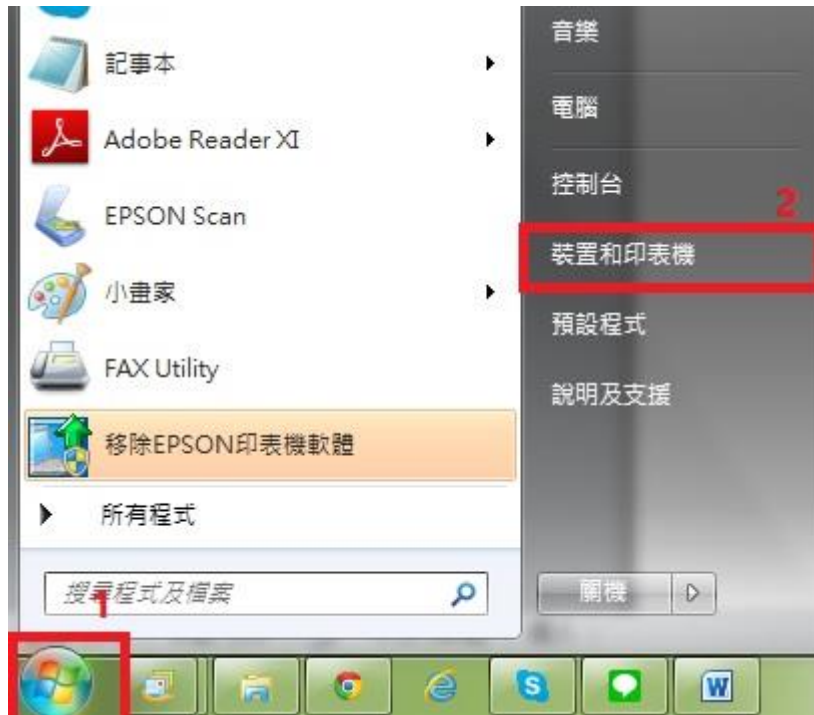 記事本
Adobe Reader XI
EPSON Scan
小畫家
FAX Utility
移除EPSON印表機軟體
所有程式
搜尋程式及檔案
1
音樂
電腦
控制台
2
裝置和印表機
預設程式
說明及支援
關機